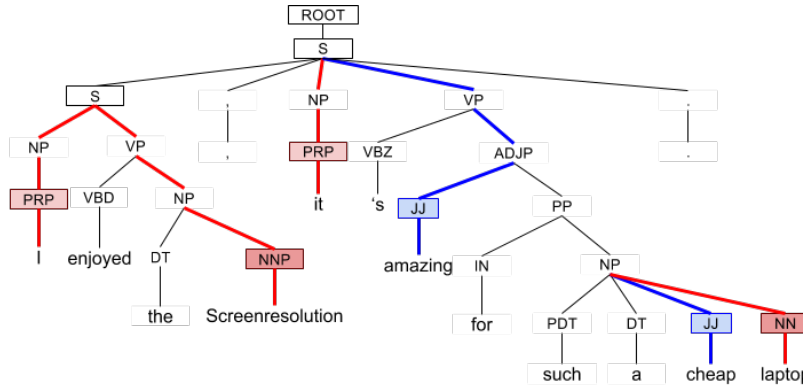 ROOT
S
S , NP VP .
NP VP , PRP VBZ ADJP .
PRP VBD NP it 's JJ PP
I enjoyed DT NNP amazing IN NP
the Screenresolution for PDT DT JJ NN
such a cheap laptop